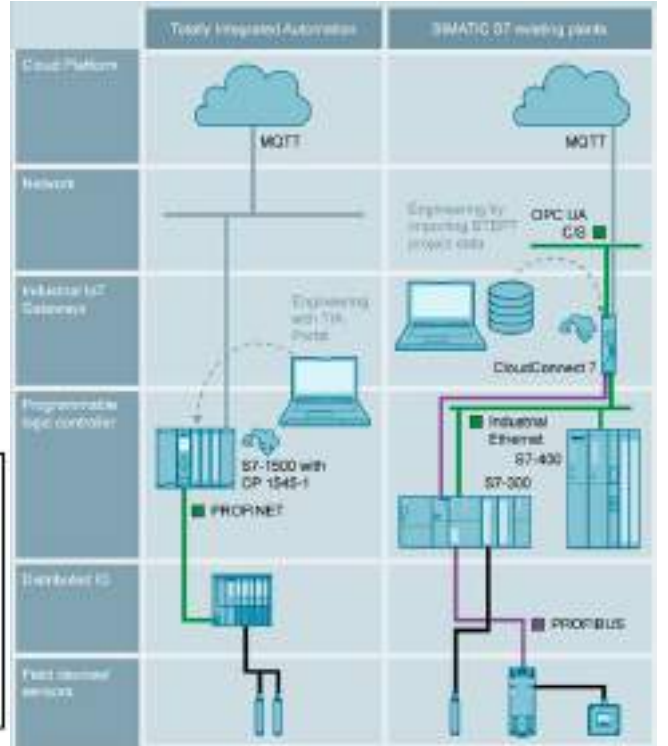 Totally Integrated Automation
SIMATIC S7 existing plants
Cloud Platform
MQTT
MQTT
Network
Engineering by
importing STEP7
project data
OPC UA
C/S
Industrial IoT
Gateways
Engineering
with TIA
Portal
CloudConnect 7
Programmable
logic controller
S7-1500 with
CP 1545-1
PROFINET
Industrial
Ethernet
S7-400
S7-300
Distributed IO
PROFIBUS
Field devices/
sensors